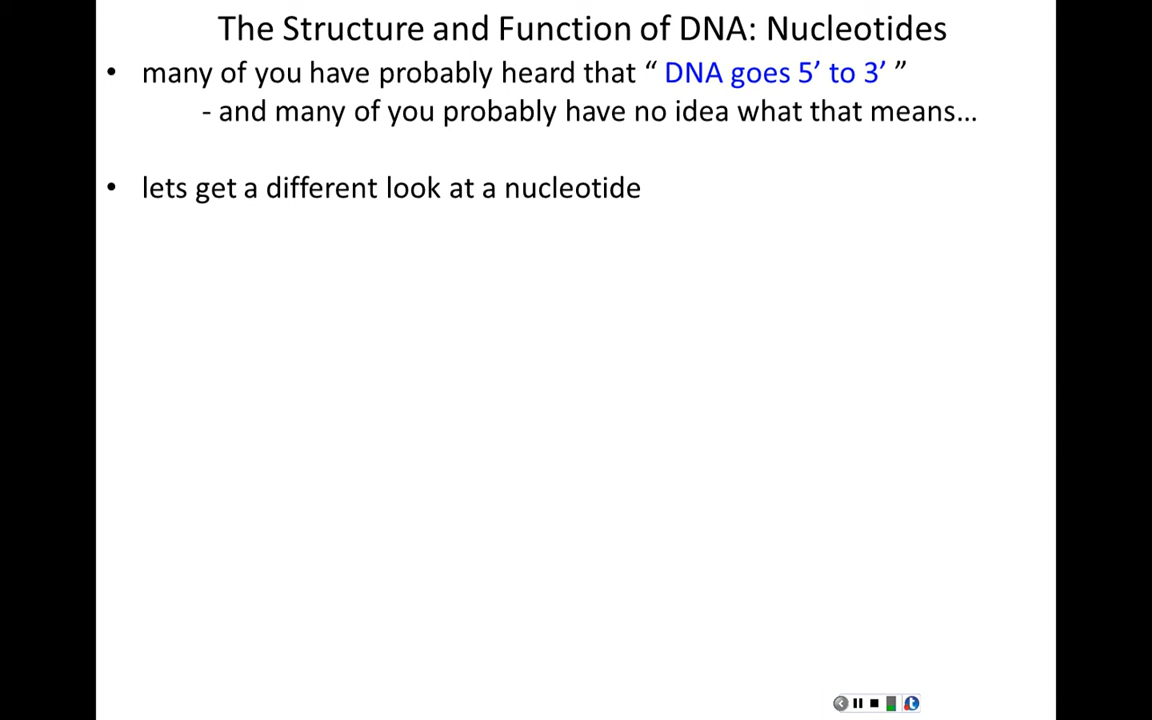 The Structure and Function of DNA: Nucleotides
• many of you have probably heard that “ DNA goes 5’ to 3’ ”
- and many of you probably have no idea what that means...
• lets get a different look at a nucleotide